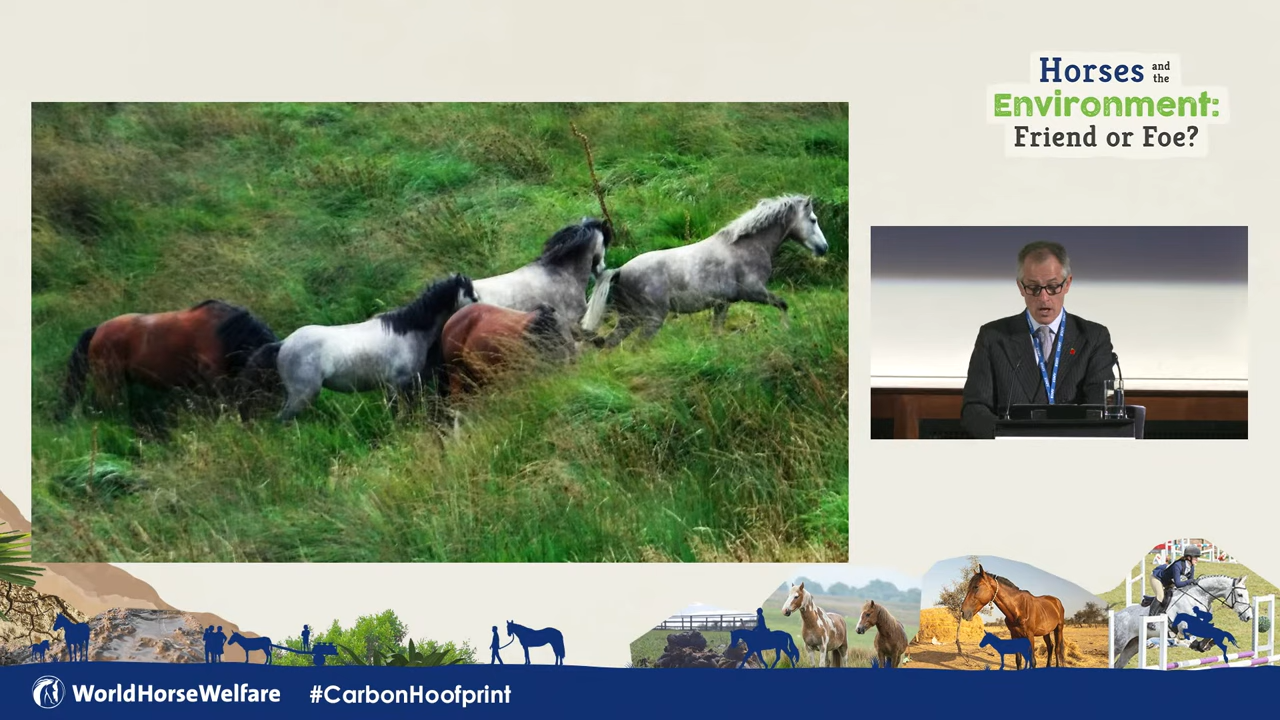 Horses and the
Environment:
Friend or Foe?
WorldHorseWelfare #CarbonHoofprint